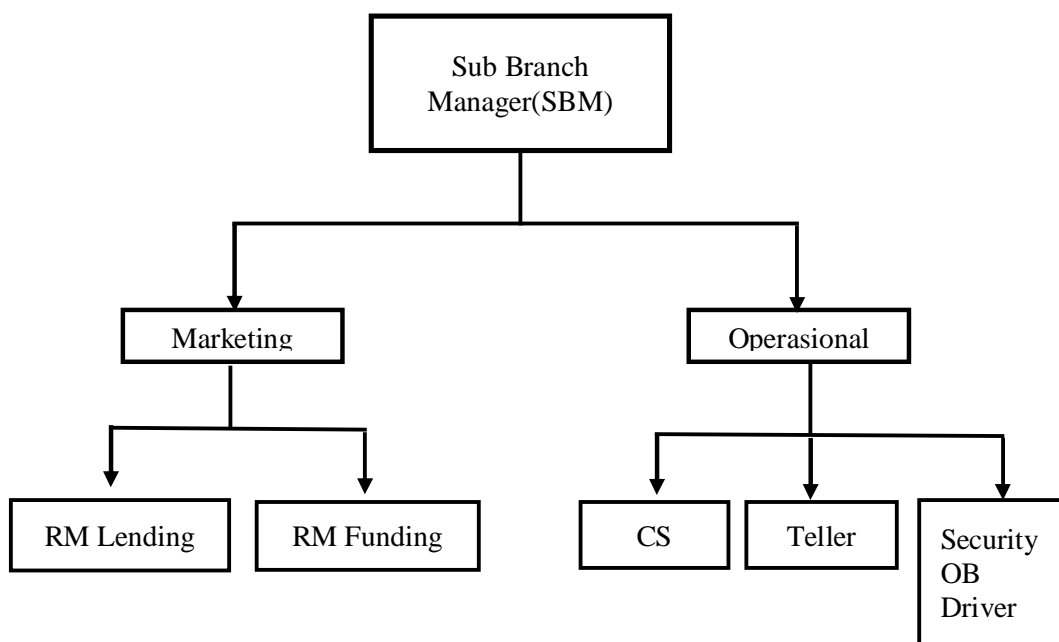 Sub Branch
Manager(SBM)
Marketing
Operasional
RM Lending
RM Funding
CS
Teller
Security
OB
Driver